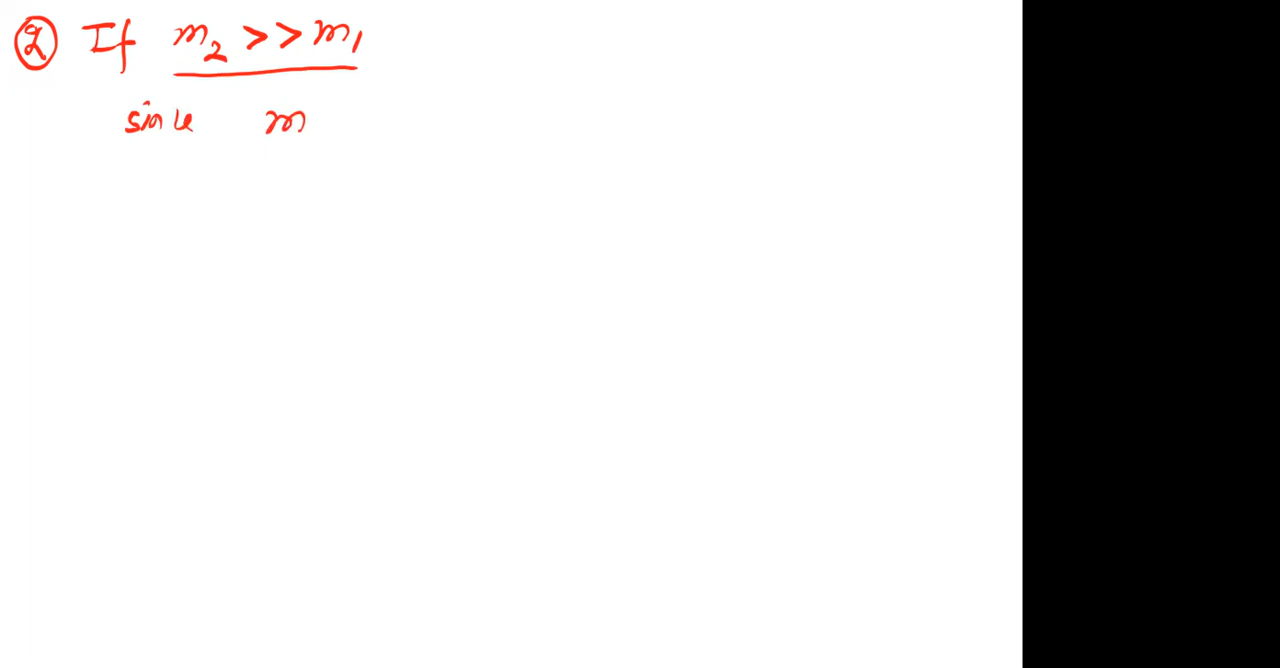 ② If m₂ >> m₁
since m